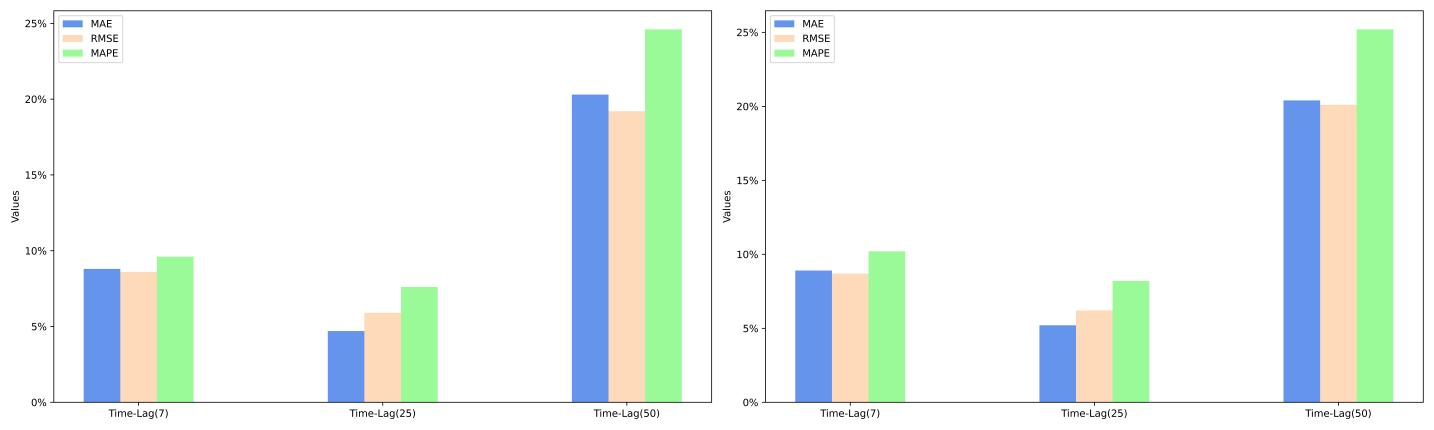 MAE
RMSE
MAPE
25%
20%
15%
10%
5%
0%
Values
Time-Lag(7) Time-Lag(25) Time-Lag(50)
MAE
RMSE
MAPE
25%
20%
15%
10%
5%
0%
Values
Time-Lag(7) Time-Lag(25) Time-Lag(50)